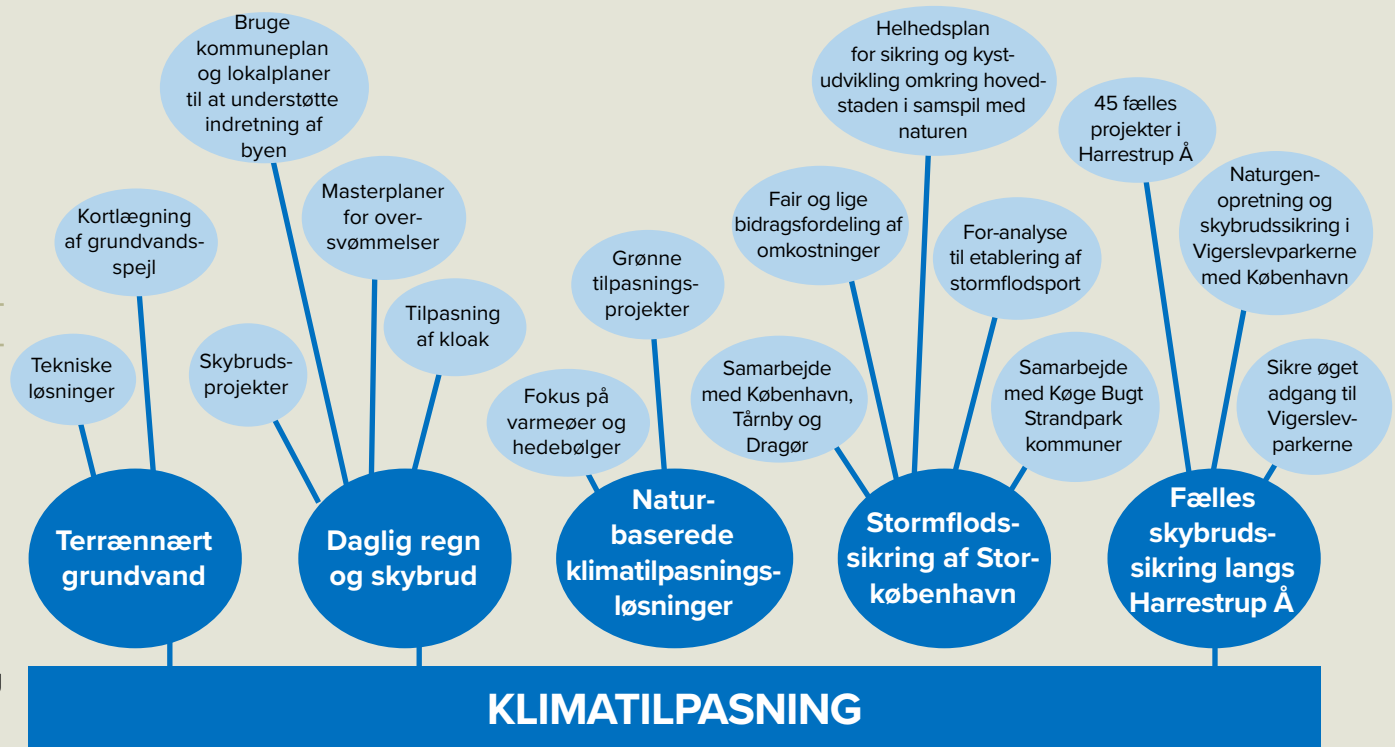 Bruge
kommuneplan
og lokalplaner
til at understøtte
indretning af
byen
Helhedsplan
for sikring og kyst-
udvikling omkring hoved-
staden i samspil med
naturen
45 fælles
projekter i
Harrestrup Å
Kortlægning
af grundvands-
spejl
Masterplaner
for over-
svømmelser
Fair og lige
bidragsfordeling af
omkostninger
Naturgen-
opretning og
skybrudssikring i
Vigerslevparkerne
med København
Grønne
tilpasnings-
projekter
For-analyse
til etablering af
stormflodsport
Tilpasning
af kloak
Tekniske
løsninger
Skybruds-
projekter
Fokus på
varmeøer og
hedebølger
Samarbejde
med København,
Tårnby og
Dragør
Samarbejde
med Køge Bugt
Strandpark
kommuner
Sikre øget
adgang til
Vigerslev-
parkerne
Terrænnært
grundvand
Daglig regn
og skybrud
Natur-
baserede
klimatilpasnings-
løsninger
Stormflods-
sikring af Stor-
københavn
Fælles
skybruds-
sikring langs
Harrestrup Å
KLIMATILPASNING